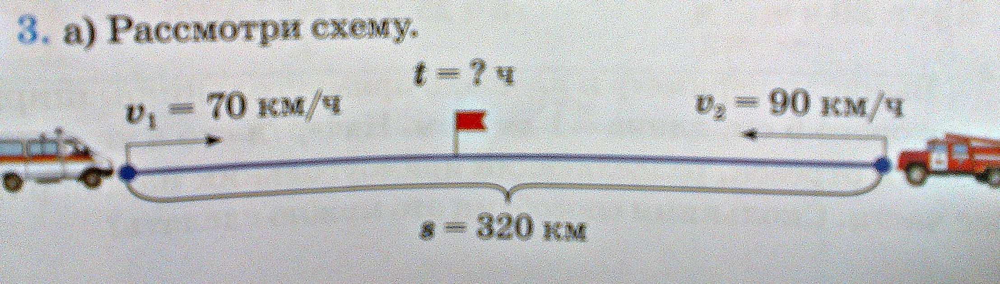 3. а) Рассмотри схему.
t = ? ч
v₁ = 70 км/ч
v₂ = 90 км/ч
s = 320 км